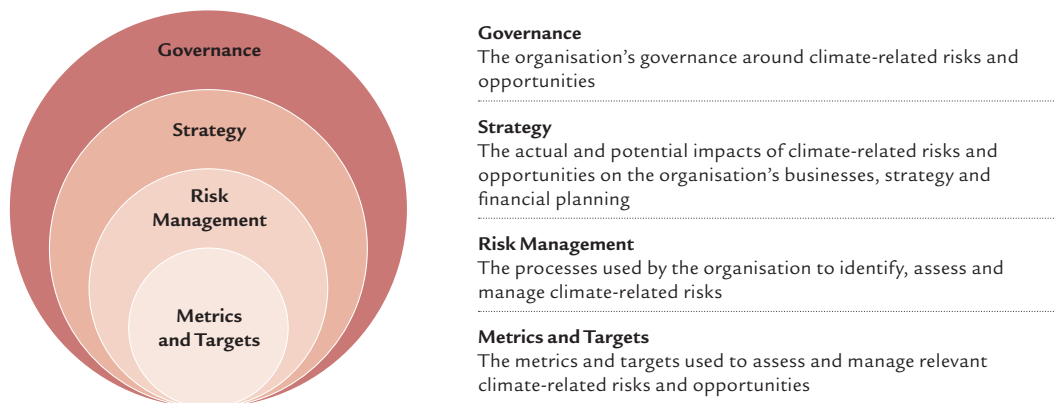 Governance
Strategy
Risk
Management
Metrics
and Targets
Governance
The organisation’s governance around climate-related risks and
opportunities
Strategy
The actual and potential impacts of climate-related risks and
opportunities on the organisation’s businesses, strategy and
financial planning
Risk Management
The processes used by the organisation to identify, assess and
manage climate-related risks
Metrics and Targets
The metrics and targets used to assess and manage relevant
climate-related risks and opportunities